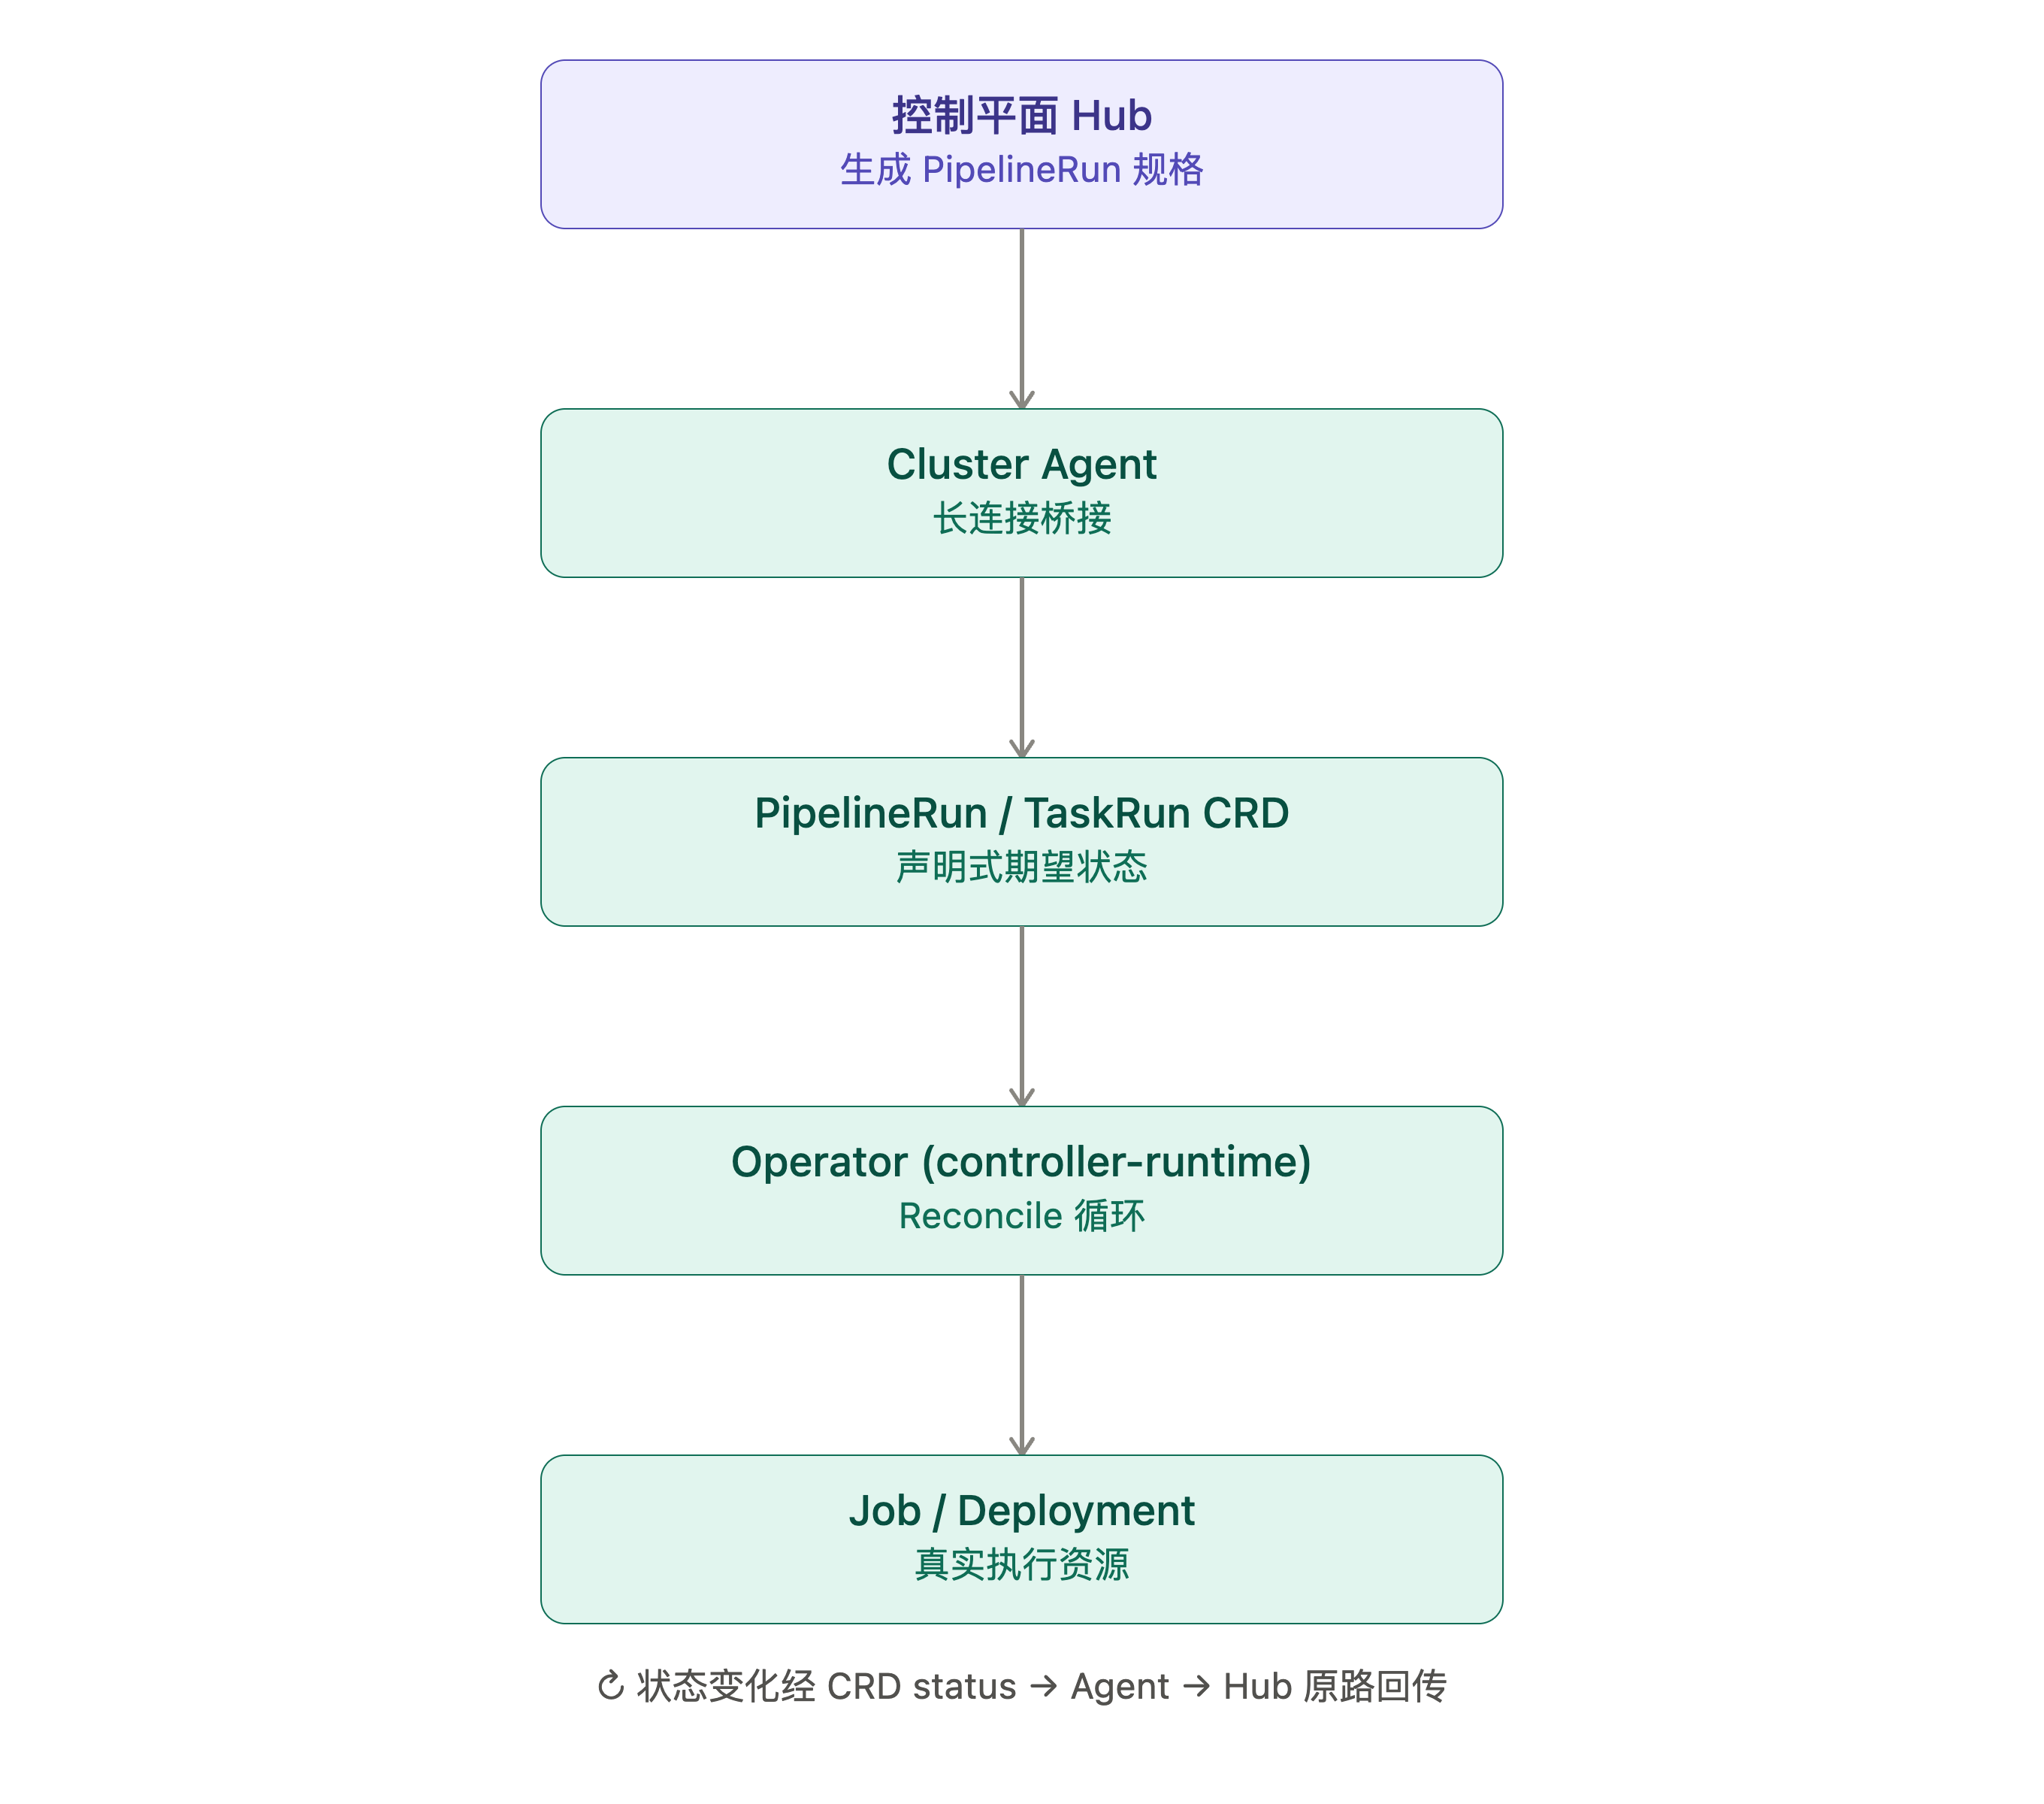 控制平面 Hub
生成 PipelineRun 规格
Cluster Agent
长连接桥接
PipelineRun / TaskRun CRD
声明式期望状态
Operator (controller-runtime)
Reconcile 循环
Job / Deployment
真实执行资源
↻ 状态变化经 CRD status → Agent → Hub 原路回传